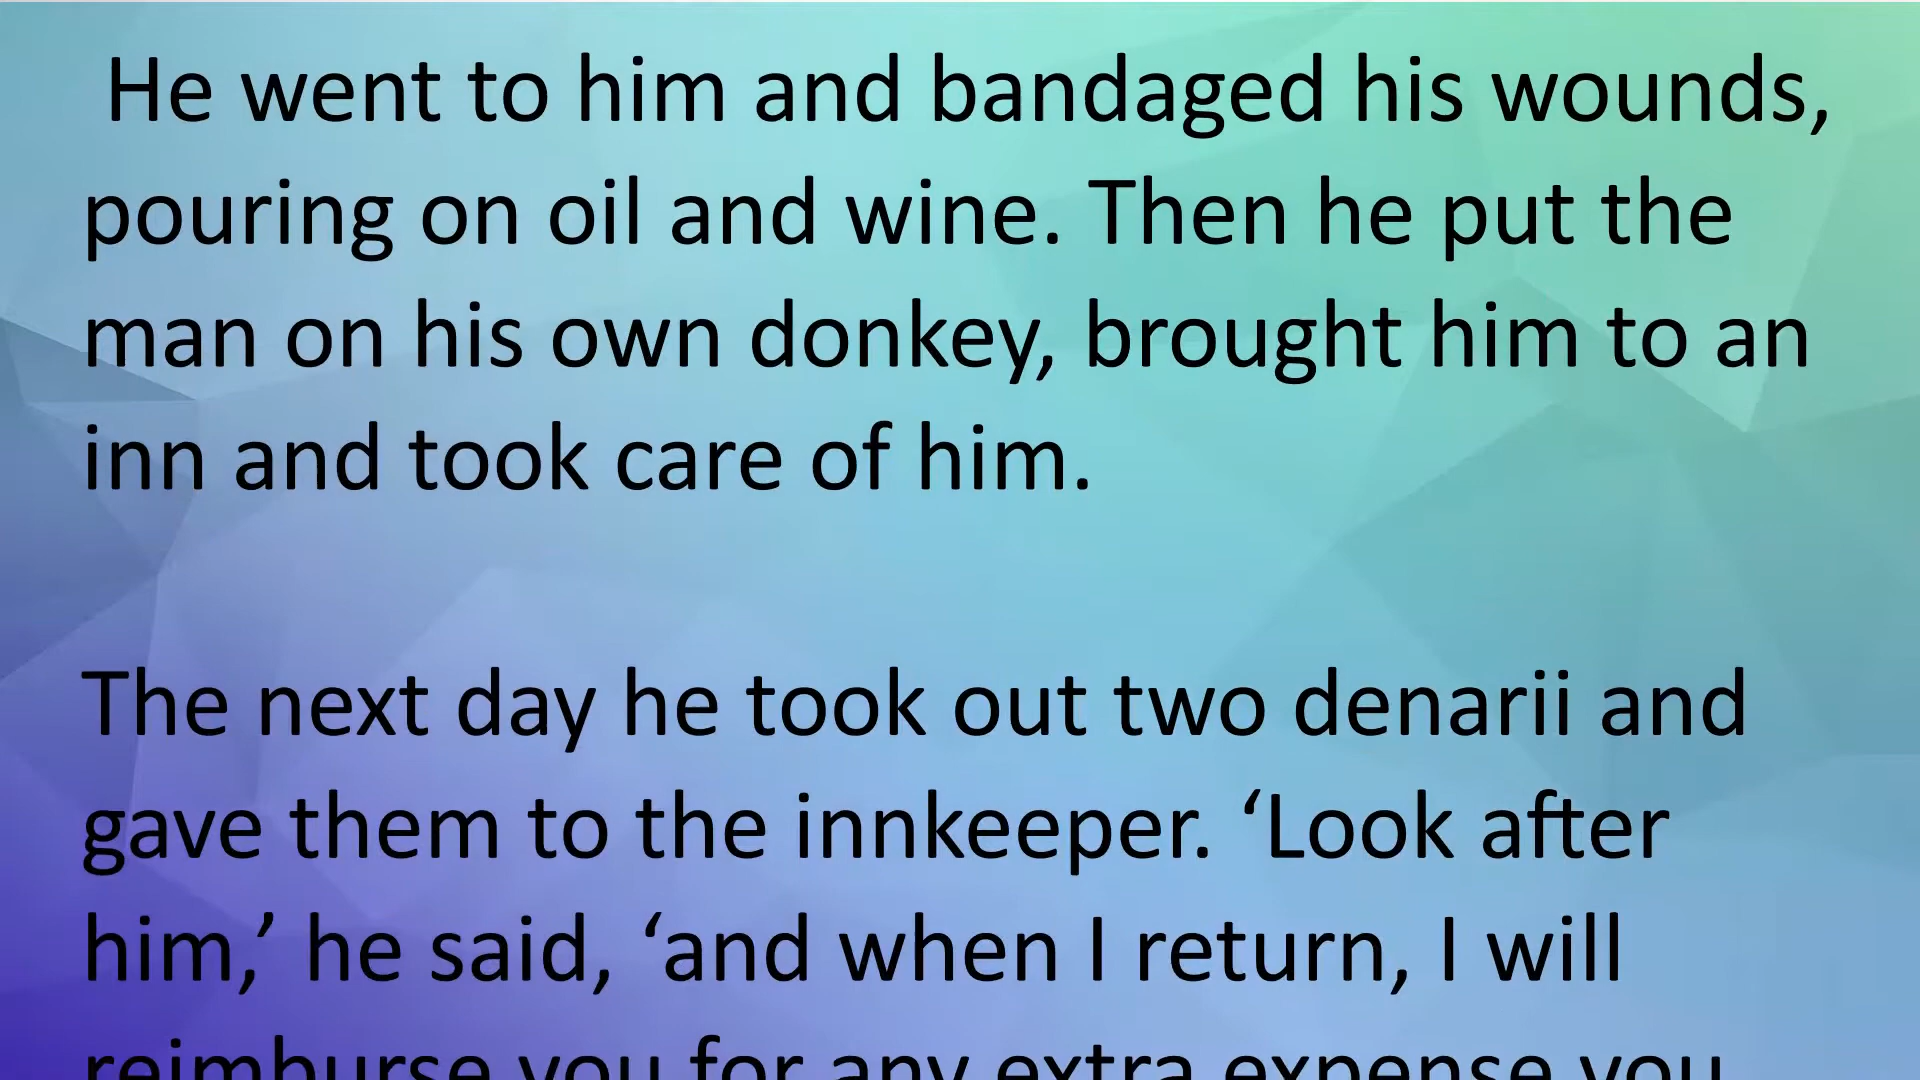 He went to him and bandaged his wounds,
pouring on oil and wine. Then he put the
man on his own donkey, brought him to an
inn and took care of him.
The next day he took out two denarii and
gave them to the innkeeper. ‘Look after
him,’ he said, ‘and when I return, I will
reimburse you for any extra expense you